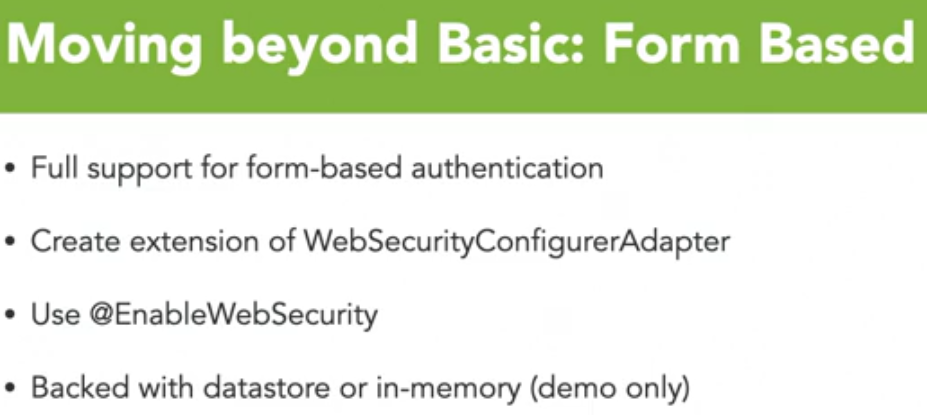 Moving beyond Basic: Form Based
• Full support for form-based authentication
• Create extension of WebSecurityConfigurerAdapter
• Use @EnableWebSecurity
• Backed with datastore or in-memory (demo only)